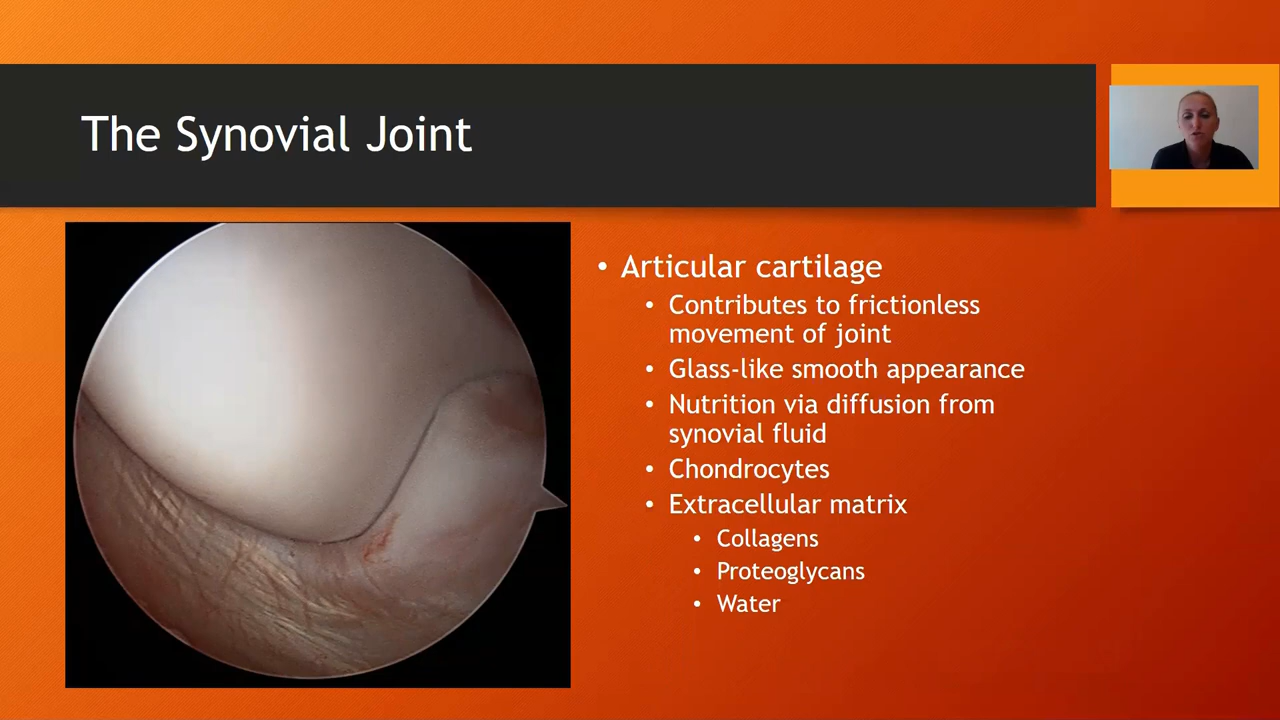 The Synovial Joint
• Articular cartilage
• Contributes to frictionless
movement of joint
• Glass-like smooth appearance
• Nutrition via diffusion from
synovial fluid
• Chondrocytes
• Extracellular matrix
• Collagens
• Proteoglycans
• Water